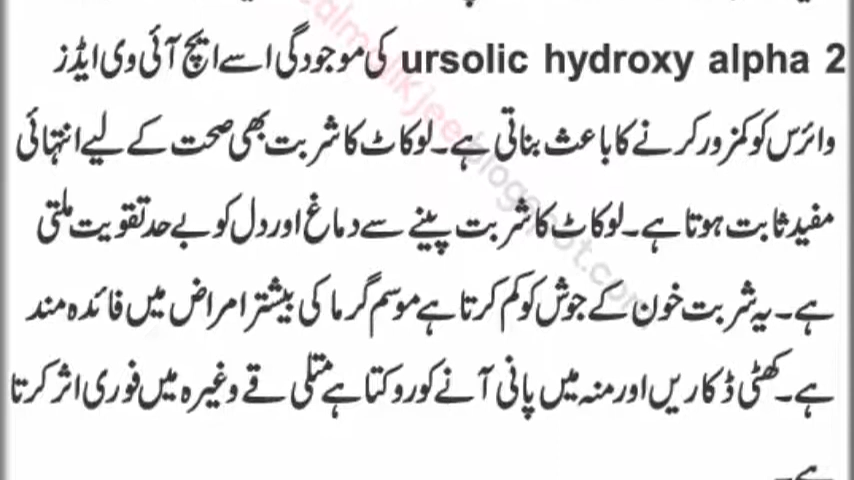 2 ursolic hydroxy alpha کی موجودگی اسے ایچ آئی وی ایڈز
وائرس کو کمزور کرنے کا باعث بناتی ہے۔ لوکاٹ کا شربت بھی صحت کے لیے انتہائی
مفید ثابت ہوتا ہے۔ لوکاٹ کا شربت پینے سے دماغ اور دل کو بے حد تقویت ملتی
ہے۔ یہ شربت خون کے جوش کو کم کرتا ہے موسم گرما کی بیشتر امراض میں فائدہ مند
ہے۔ کھٹی ڈکاریں اور منہ میں پانی آنے کو روکتا ہے متلی قے وغیرہ میں فوری اثر کرتا
ہے۔